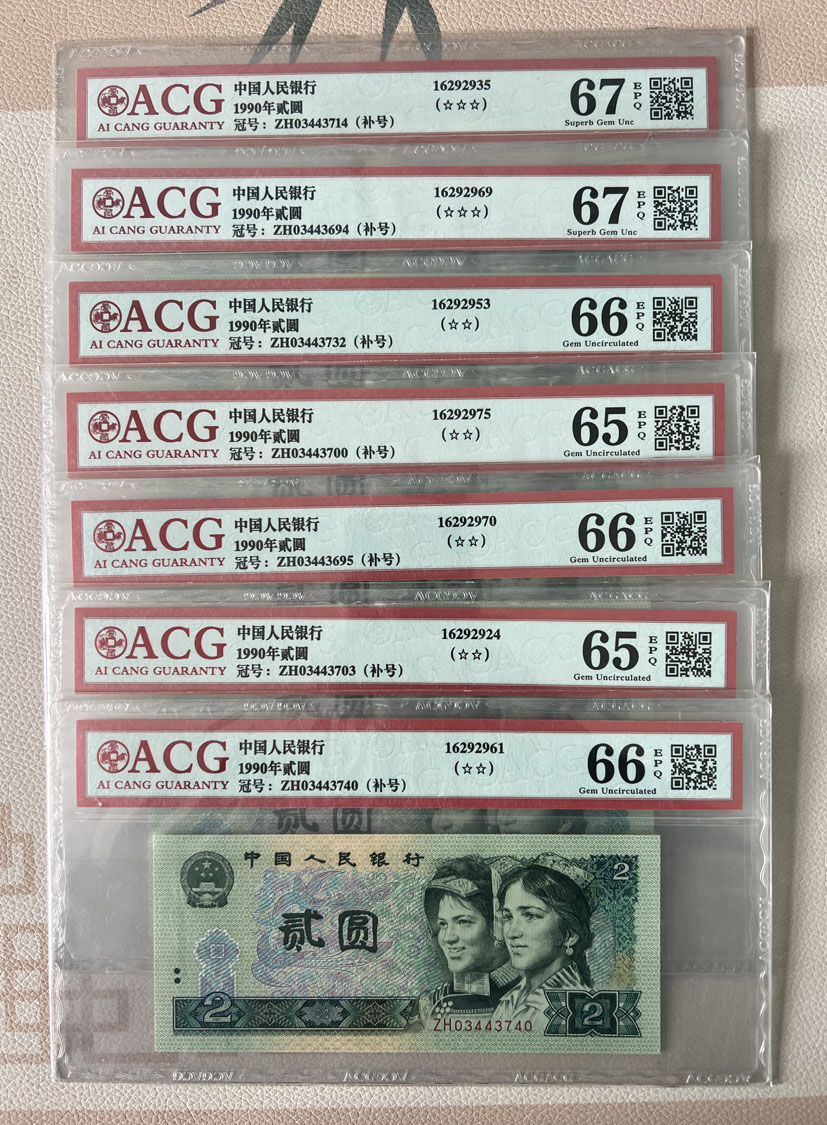 ACG
AI CANG GUARANTY
中国人民银行
1990年贰圆
冠号：ZH03443714（补号）
16292935
(☆☆☆)
67 EPQ
Superb Gem Unc
ACG
AI CANG GUARANTY
中国人民银行
1990年贰圆
冠号：ZH03443694（补号）
16292969
(☆☆☆)
67 EPQ
Superb Gem Unc
ACG
AI CANG GUARANTY
中国人民银行
1990年贰圆
冠号：ZH03443732（补号）
16292953
(☆☆)
66 EPQ
Gem Uncirculated
ACG
AI CANG GUARANTY
中国人民银行
1990年贰圆
冠号：ZH03443700（补号）
16292975
(☆☆)
65 EPQ
Gem Uncirculated
ACG
AI CANG GUARANTY
中国人民银行
1990年贰圆
冠号：ZH03443695（补号）
16292970
(☆☆)
66 EPQ
Gem Uncirculated
ACG
AI CANG GUARANTY
中国人民银行
1990年贰圆
冠号：ZH03443703（补号）
16292924
(☆☆)
65 EPQ
Gem Uncirculated
ACG
AI CANG GUARANTY
中国人民银行
1990年贰圆
冠号：ZH03443740（补号）
16292961
(☆☆)
66 EPQ
Gem Uncirculated
中国人民银行
2
贰圆
2
ZH03443740
2